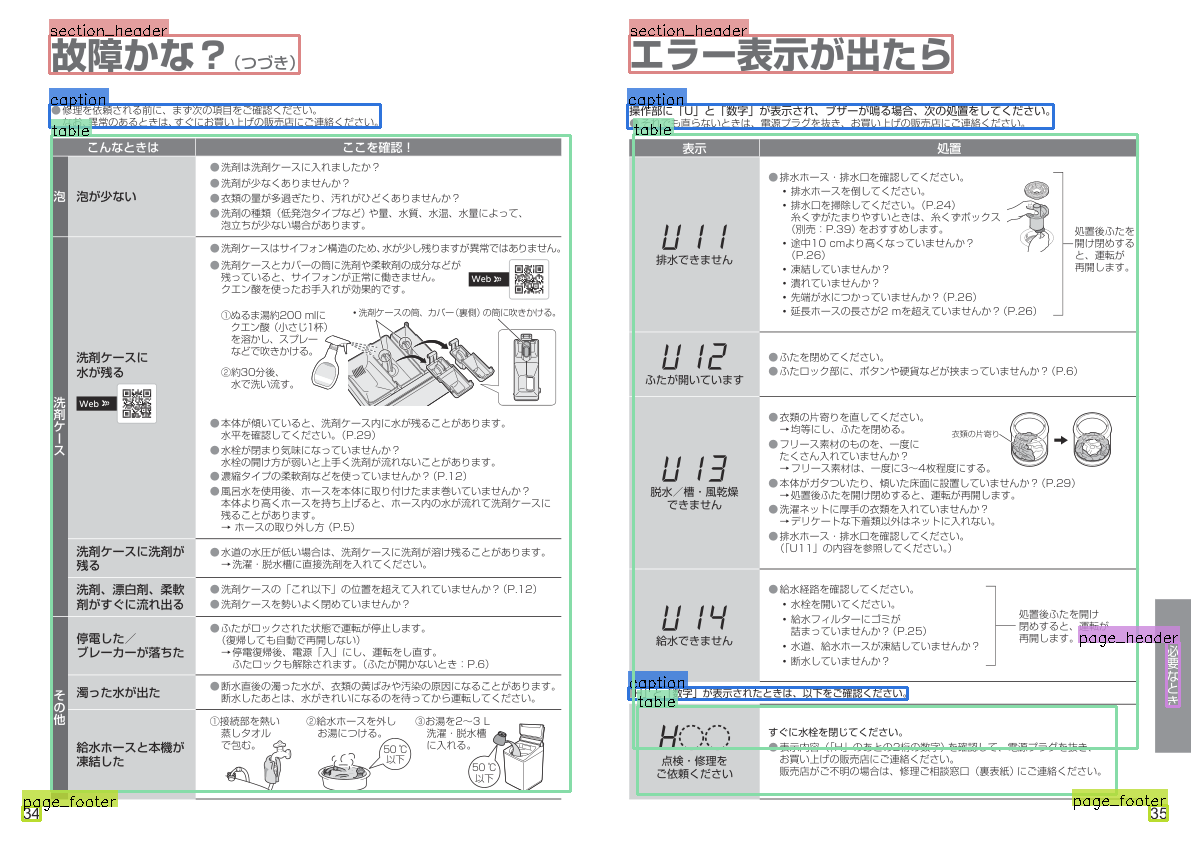 section_header
故障かな？（つづき）
caption
●修理を依頼される前に、まず次の項目をご確認ください。
異常のあるときは、すぐにお買い上げの販売店にご連絡ください。
table
こんなときは
ここを確認！
泡
泡が少ない
●洗剤は洗剤ケースに入れましたか？
●洗剤が少なくありませんか？
●衣類の量が多過ぎたり、汚れがひどくありませんか？
●洗剤の種類（低発泡タイプなど）や量、水質、水温、水量によって、
泡立ちが少ない場合があります。
洗剤ケース
洗剤ケースに
水が残る
Web
●洗剤ケースはサイフォン構造のため、水が少し残りますが異常ではありません。
●洗剤ケースとカバーの筒に洗剤や柔軟剤の成分などが
残っていると、サイフォンが正常に働きません。
クエン酸を使ったお手入れが効果的です。
Web
①ぬるま湯約200 mlに
クエン酸（小さじ1杯）
を溶かし、スプレー
などで吹きかける。
②約30分後、
水で洗い流す。
・洗剤ケースの筒、カバー（裏側）の筒に吹きかける。
●本体が傾いていると、洗剤ケース内に水が残ることがあります。
水平を確認してください。（P.29）
●水栓が閉まり気味になっていませんか？
水栓の開け方が弱いと上手く洗剤が流れないことがあります。
●濃縮タイプの柔軟剤などを使っていませんか？（P.12）
●風呂水を使用後、ホースを本体に取り付けたまま巻いていませんか？
本体より高くホースを持ち上げると、ホース内の水が流れて洗剤ケースに
残ることがあります。
→ ホースの取り外し方（P.5）
洗剤ケースに洗剤が
残る
●水道の水圧が低い場合は、洗剤ケースに洗剤が溶け残ることがあります。
→洗濯・脱水槽に直接洗剤を入れてください。
洗剤、漂白剤、柔軟
剤がすぐに流れ出る
●洗剤ケースの「これ以下」の位置を超えて入れていませんか？（P.12）
●洗剤ケースを勢いよく閉めていませんか？
その他
停電した／
ブレーカーが落ちた
●ふたがロックされた状態で運転が停止します。
（復帰しても自動で再開しない）
→停電復帰後、電源「入」にし、運転をし直す。
ふたロックも解除されます。（ふたが開かないとき：P.6）
濁った水が出た
●断水直後の濁った水が、衣類の黄ばみや汚染の原因になることがあります。
断水したあとは、水がきれいになるのを待ってから運転してください。
給水ホースと本機が
凍結した
①接続部を熱い
蒸しタオル
で包む。
②給水ホースを外し
お湯につける。
50℃
以下
③お湯を2〜3 L
洗濯・脱水槽
に入れる。
50℃
以下
page_footer
34
section_header
エラー表示が出たら
caption
操作部に「U」と「数字」が表示され、ブザーが鳴る場合、次の処置をしてください。
も直らないときは、電源プラグを抜き、お買い上げの販売店にご連絡ください。
table
表示
処置
U11
排水できません
●排水ホース・排水口を確認してください。
・排水ホースを倒してください。
・排水口を掃除してください。（P.24）
糸くずがたまりやすいときは、糸くずボックス
（別売：P.39）をおすすめします。
・途中10 cmより高くなっていませんか？
（P.26）
・凍結していませんか？
・潰れていませんか？
・先端が水につかっていませんか？（P.26）
・延長ホースの長さが2 mを超えていませんか？（P.26）
処置後ふたを
開け閉めする
と、運転が
再開します。
U12
ふたが開いています
●ふたを閉めてください。
●ふたロック部に、ボタンや硬貨などが挟まっていませんか？（P.6）
U13
脱水／槽・風乾燥
できません
●衣類の片寄りを直してください。
→均等にし、ふたを閉める。
●フリース素材のものを、一度に
たくさん入れていませんか？
→フリース素材は、一度に3〜4枚程度にする。
衣類の片寄り
●本体がガタついたり、傾いた床面に設置していませんか？（P.29）
→処置後ふたを開け閉めすると、運転が再開します。
●洗濯ネットに厚手の衣類を入れていませんか？
→デリケートな下着類以外はネットに入れない。
●排水ホース・排水口を確認してください。
（「U11」の内容を参照してください。）
U14
給水できません
●給水経路を確認してください。
・水栓を開いてください。
・給水フィルターにゴミが
詰まっていませんか？（P.25）
・水道、給水ホースが凍結していませんか？
・断水していませんか？
処置後ふたを開け
閉めすると、運転が
再開します。
page_header
必要なとき
caption
数字」が表示されたときは、以下をご確認ください。
table
H
点検・修理を
ご依頼ください
すぐに水栓を閉じてください。
●表示内容（「H」のあとの2桁の数字）を確認して、電源プラグを抜き、
お買い上げの販売店にご連絡ください。
販売店がご不明の場合は、修理ご相談窓口（裏表紙）にご連絡ください。
page_footer
35